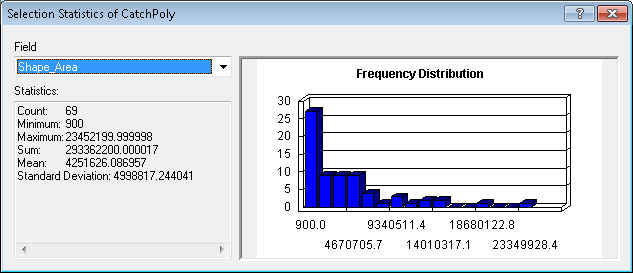 Selection Statistics of CatchPoly
Field
Shape_Area
Statistics:
Count: 69
Minimum: 900
Maximum: 23452199.999998
Sum: 293362200.000017
Mean: 4251626.086957
Standard Deviation: 4998817.244041
Frequency Distribution
30
25
20
15
10
5
0
900.0 9340511.4 18680122.8
4670705.7 14010317.1 23349928.4